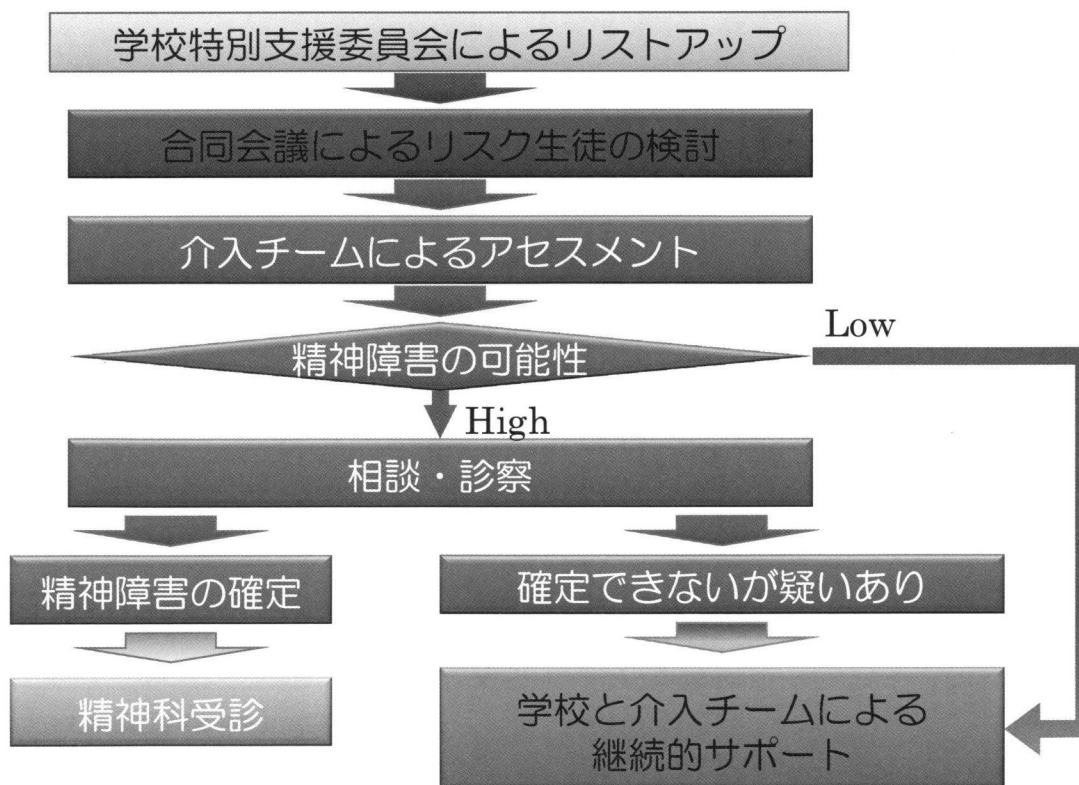 学校特別支援委員会によるリストアップ
合同会議によるリスク生徒の検討
介入チームによるアセスメント
精神障害の可能性
Low
High
相談・診察
精神障害の確定
確定できないが疑いあり
精神科受診
学校と介入チームによる
継続的サポート